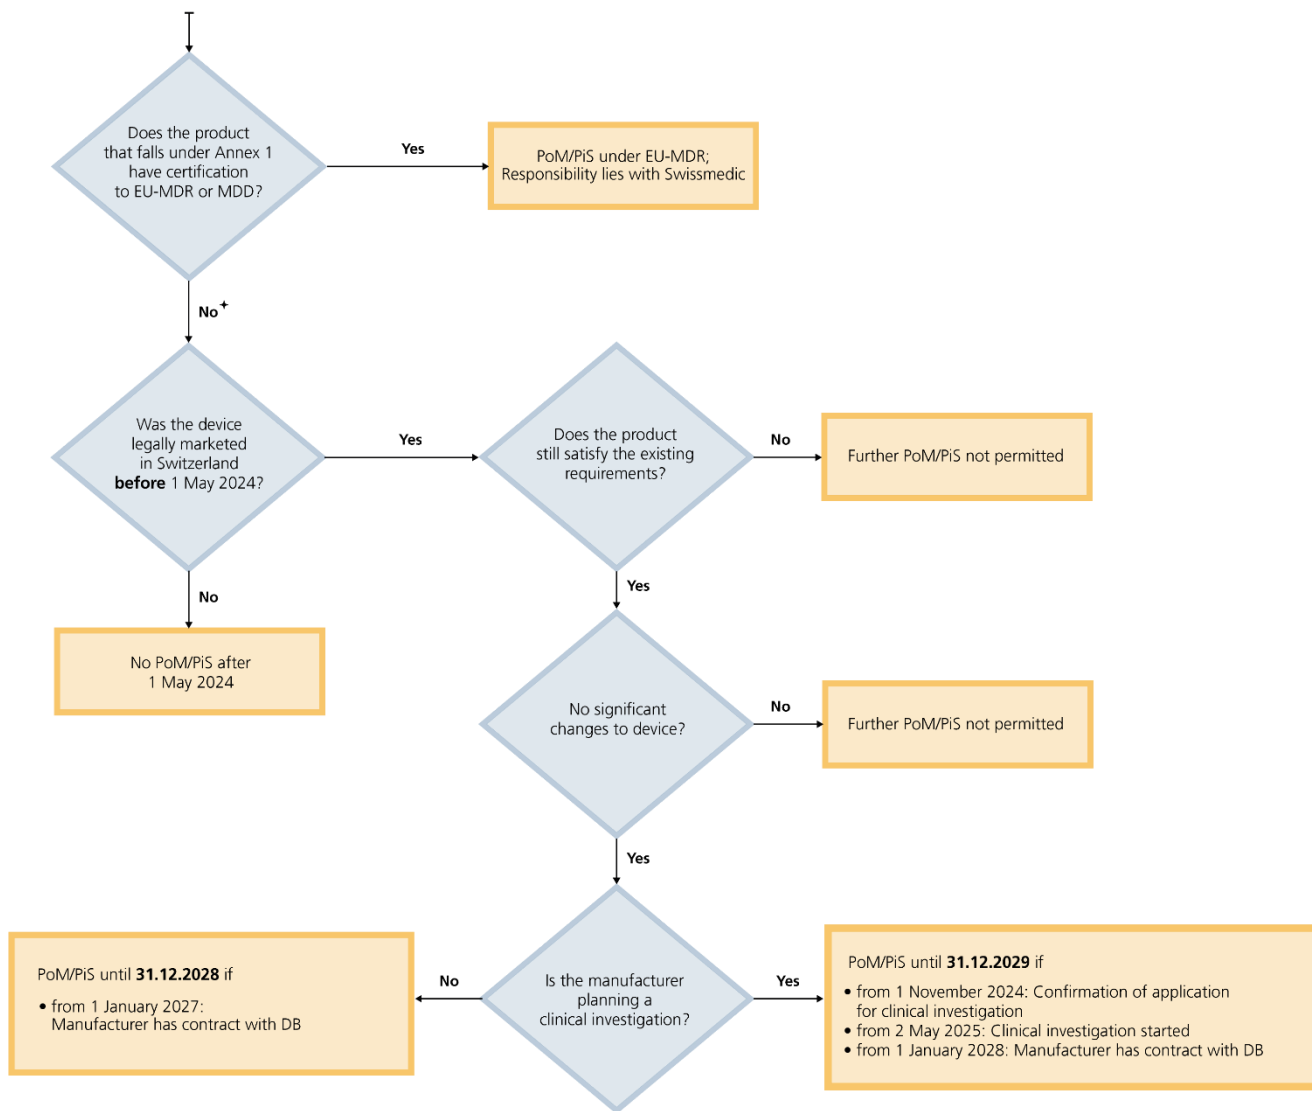 Does the product
that falls under Annex 1
have certification
to EU-MDR or MDD?
Yes
PoM/PiS under EU-MDR;
Responsibility lies with Swissmedic
No✦
Was the device
legally marketed
in Switzerland
before 1 May 2024?
Yes
Does the product
still satisfy the existing
requirements?
No
Further PoM/PiS not permitted
No
Yes
No PoM/PiS after
1 May 2024
No significant
changes to device?
No
Further PoM/PiS not permitted
Yes
PoM/PiS until 31.12.2028 if
• from 1 January 2027:
Manufacturer has contract with DB
No
Is the manufacturer
planning a
clinical investigation?
Yes
PoM/PiS until 31.12.2029 if
• from 1 November 2024: Confirmation of application
for clinical investigation
• from 2 May 2025: Clinical investigation started
• from 1 January 2028: Manufacturer has contract with DB